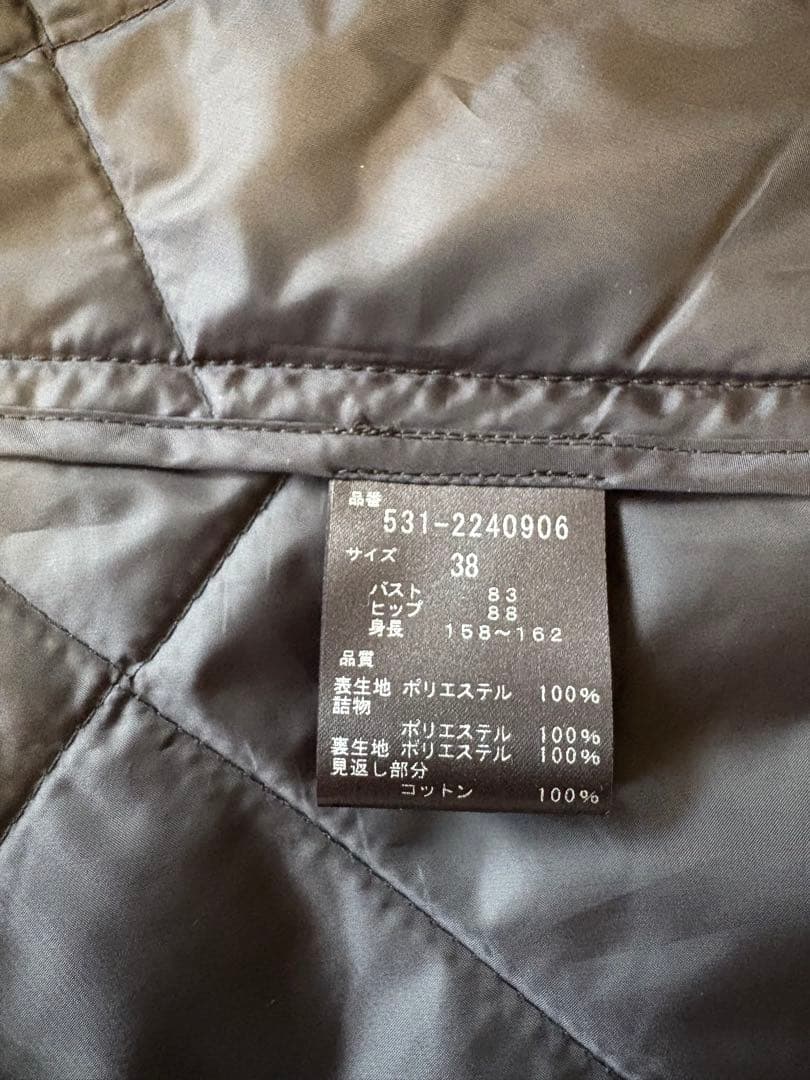 品番
531-2240906
サイズ 38
バスト 83
ヒップ 88
身長 158~162
品質
表生地 ポリエステル 100%
詰物
ポリエステル 100%
裏生地 ポリエステル 100%
見返し部分
コットン 100%